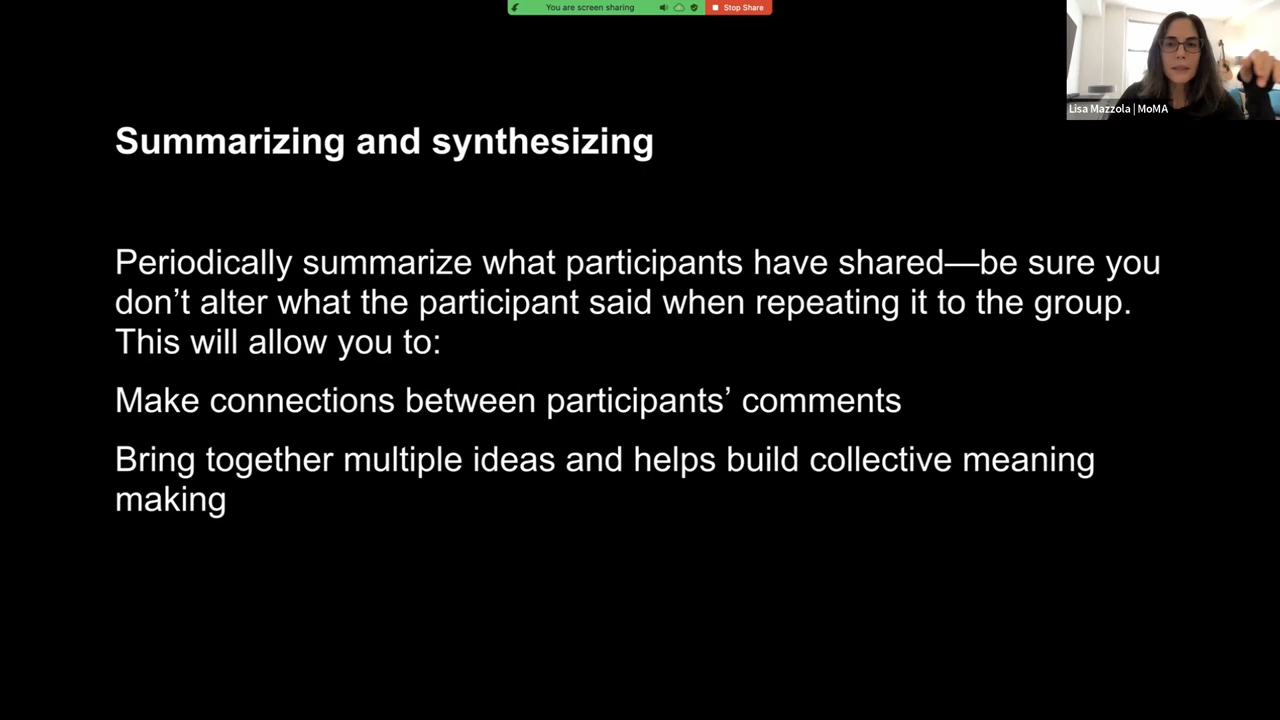 You are screen sharing
Stop Share
Lisa Mazzola | MoMA
Summarizing and synthesizing
Periodically summarize what participants have shared—be sure you
don’t alter what the participant said when repeating it to the group.
This will allow you to:
Make connections between participants’ comments
Bring together multiple ideas and helps build collective meaning
making